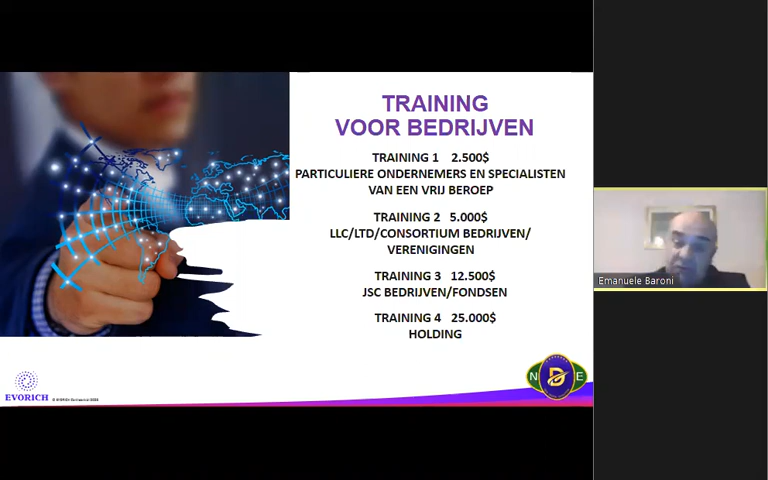 TRAINING
VOOR BEDRIJVEN
TRAINING 1 2.500$
PARTICULIERE ONDERNEMERS EN SPECIALISTEN
VAN EEN VRIJ BEROEP
TRAINING 2 5.000$
LLC/LTD/CONSORTIUM BEDRIJVEN/
VERENIGINGEN
TRAINING 3 12.500$
JSC BEDRIJVEN/FONDSEN
TRAINING 4 25.000$
HOLDING
Emanuele Baroni
EVORICH
N D E